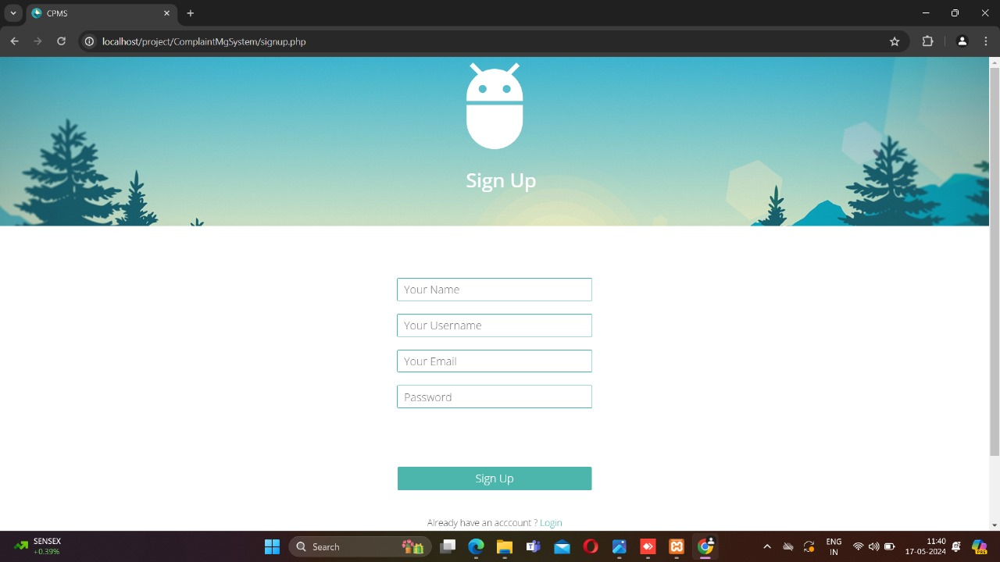 CPMS
localhost/project/ComplaintMgSystem/signup.php
Sign Up
Your Name
Your Username
Your Email
Password
Sign Up
Already have an acccount ? Login
SENSEX
+0.39%
Search
ENG
IN
11:40
17-05-2024
PRE